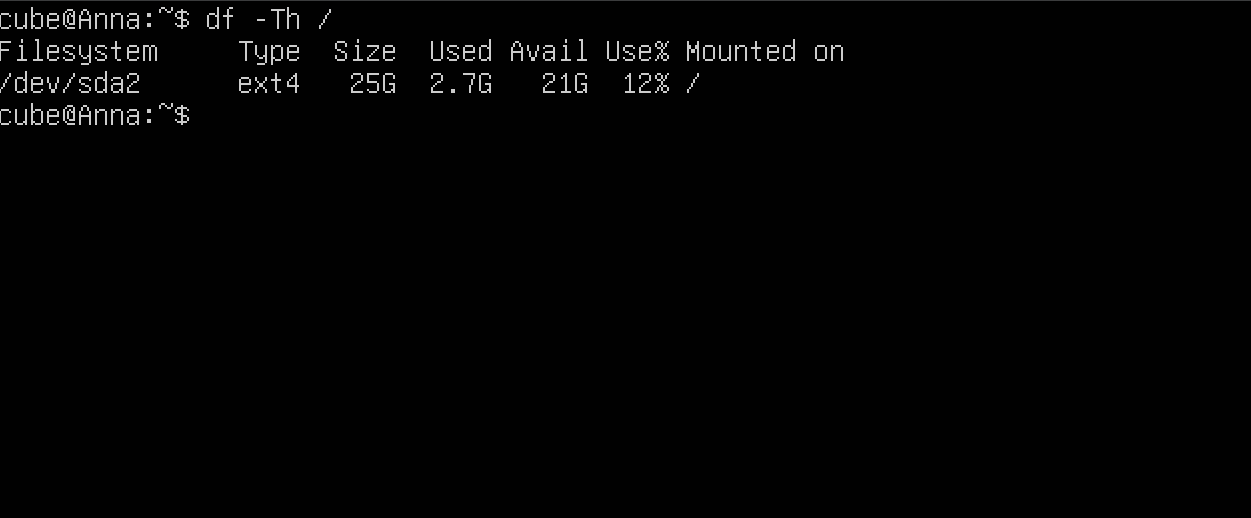 cube@Anna:~$ df -Th /
Filesystem     Type  Size  Used Avail Use% Mounted on
/dev/sda2      ext4   25G  2.7G   21G  12% /
cube@Anna:~$